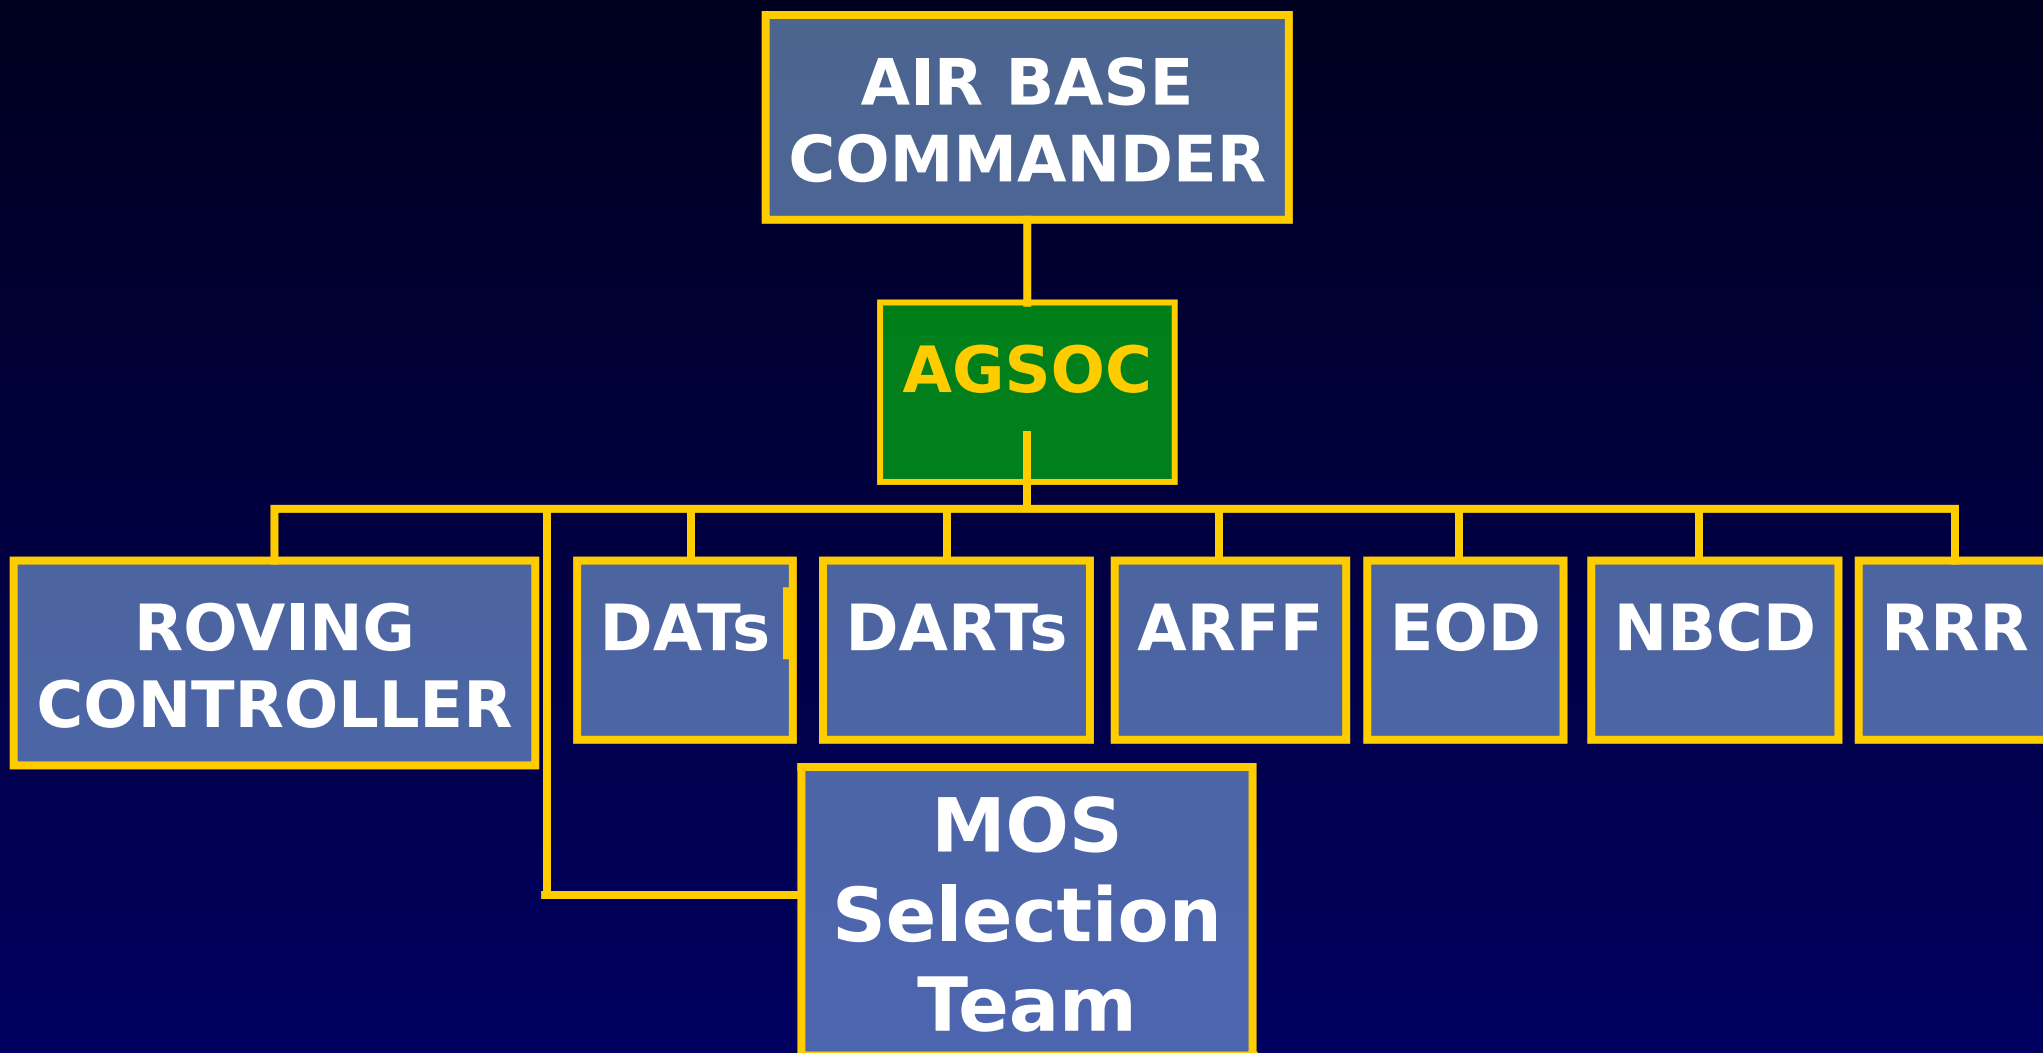 AIR BASE
COMMANDER
AGSOC
ROVING
CONTROLLER
DATs
DARTs
ARFF
EOD
NBCD
RRR
MOS
Selection
Team